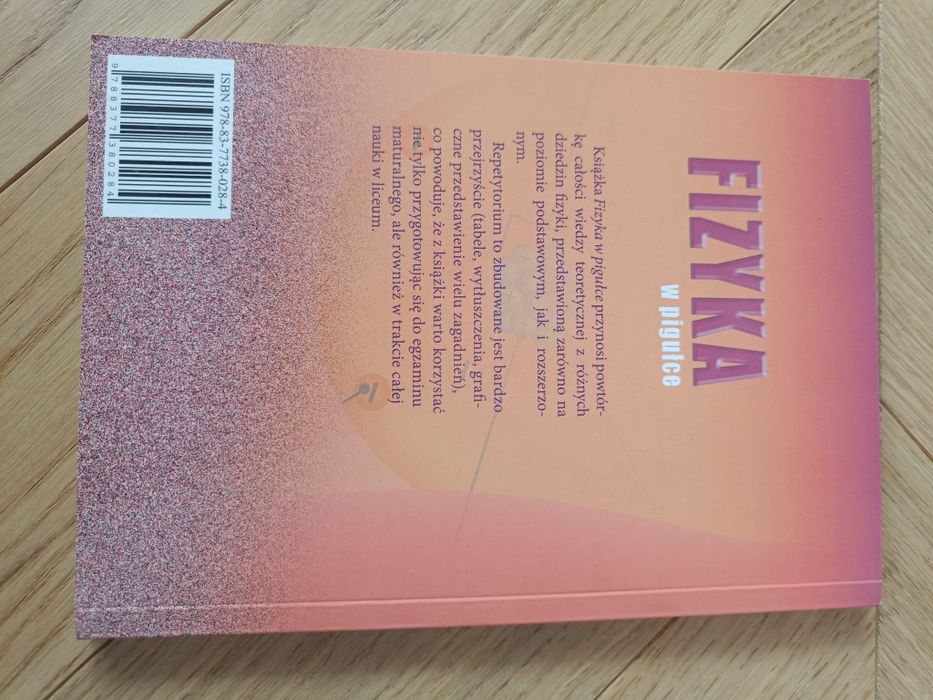 FIZYKA
w pigułce
Książka Fizyka w pigułce przynosi powtór-
kę całości wiedzy teoretycznej z różnych
dziedzin fizyki, przedstawioną zarówno na
poziomie podstawowym, jak i rozszerzo-
nym.
Repetytorium to zbudowane jest bardzo
przejrzyście (tabele, wytłuszczenia, grafi-
czne przedstawienie wielu zagadnień),
co powoduje, że z książki warto korzystać
nie tylko przygotowując się do egzaminu
maturalnego, ale również w trakcie całej
nauki w liceum.
ISBN 978-83-7738-028-4
9 788377 380284